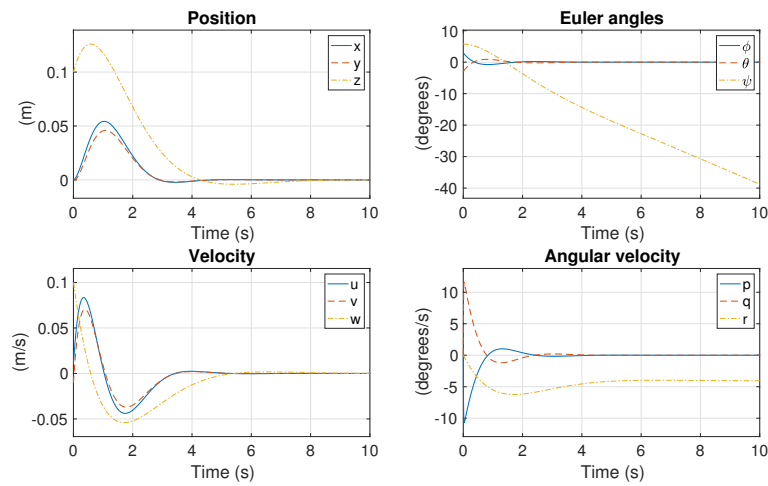 Position
0.1
0.05
0
(m)
0 2 4 6 8 10
Time (s)
x
y
z
Euler angles
10
0
-10
-20
-30
-40
(degrees)
0 2 4 6 8 10
Time (s)
ϕ
θ
ψ
Velocity
0.1
0.05
0
-0.05
(m/s)
0 2 4 6 8 10
Time (s)
u
v
w
Angular velocity
10
5
0
-5
-10
(degrees/s)
0 2 4 6 8 10
Time (s)
p
q
r